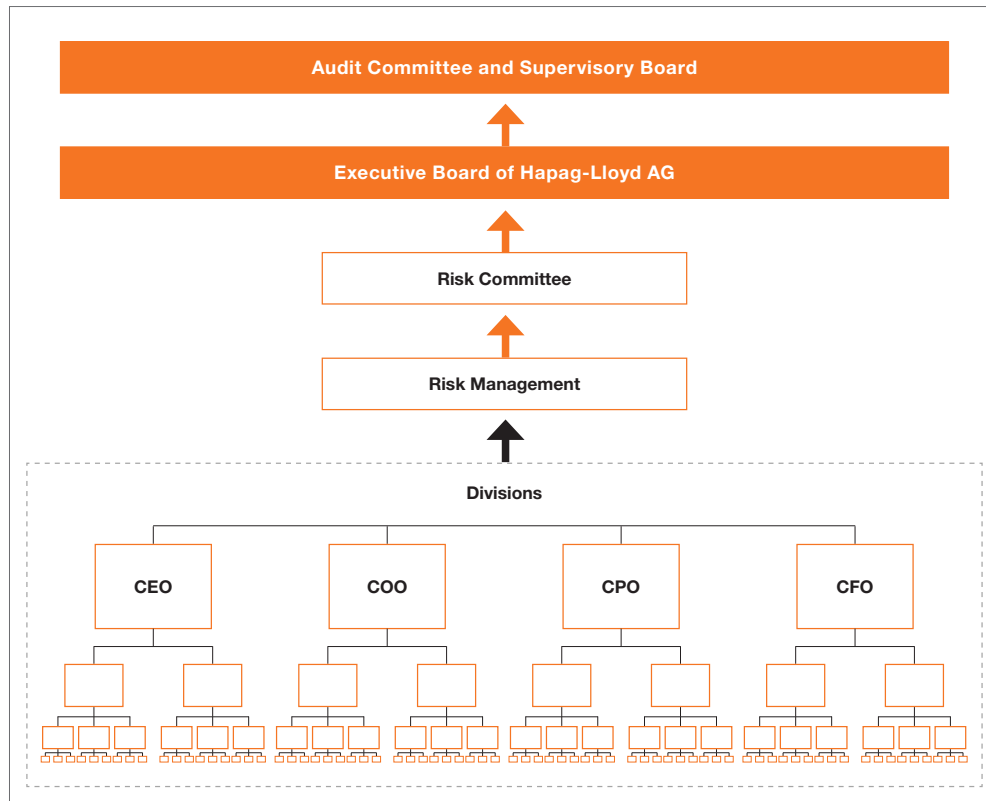 Audit Committee and Supervisory Board
Executive Board of Hapag-Lloyd AG
Risk Committee
Risk Management
Divisions
CEO
COO
CPO
CFO